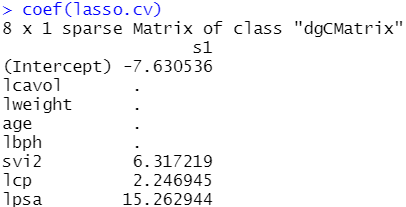 > coef(lasso.cv)
8 x 1 sparse Matrix of class "dgCMatrix"
                   s1
(Intercept) -7.630536
lcavol       .
lweight      .
age          .
lbph         .
svi2         6.317219
lcp          2.246945
lpsa        15.262944